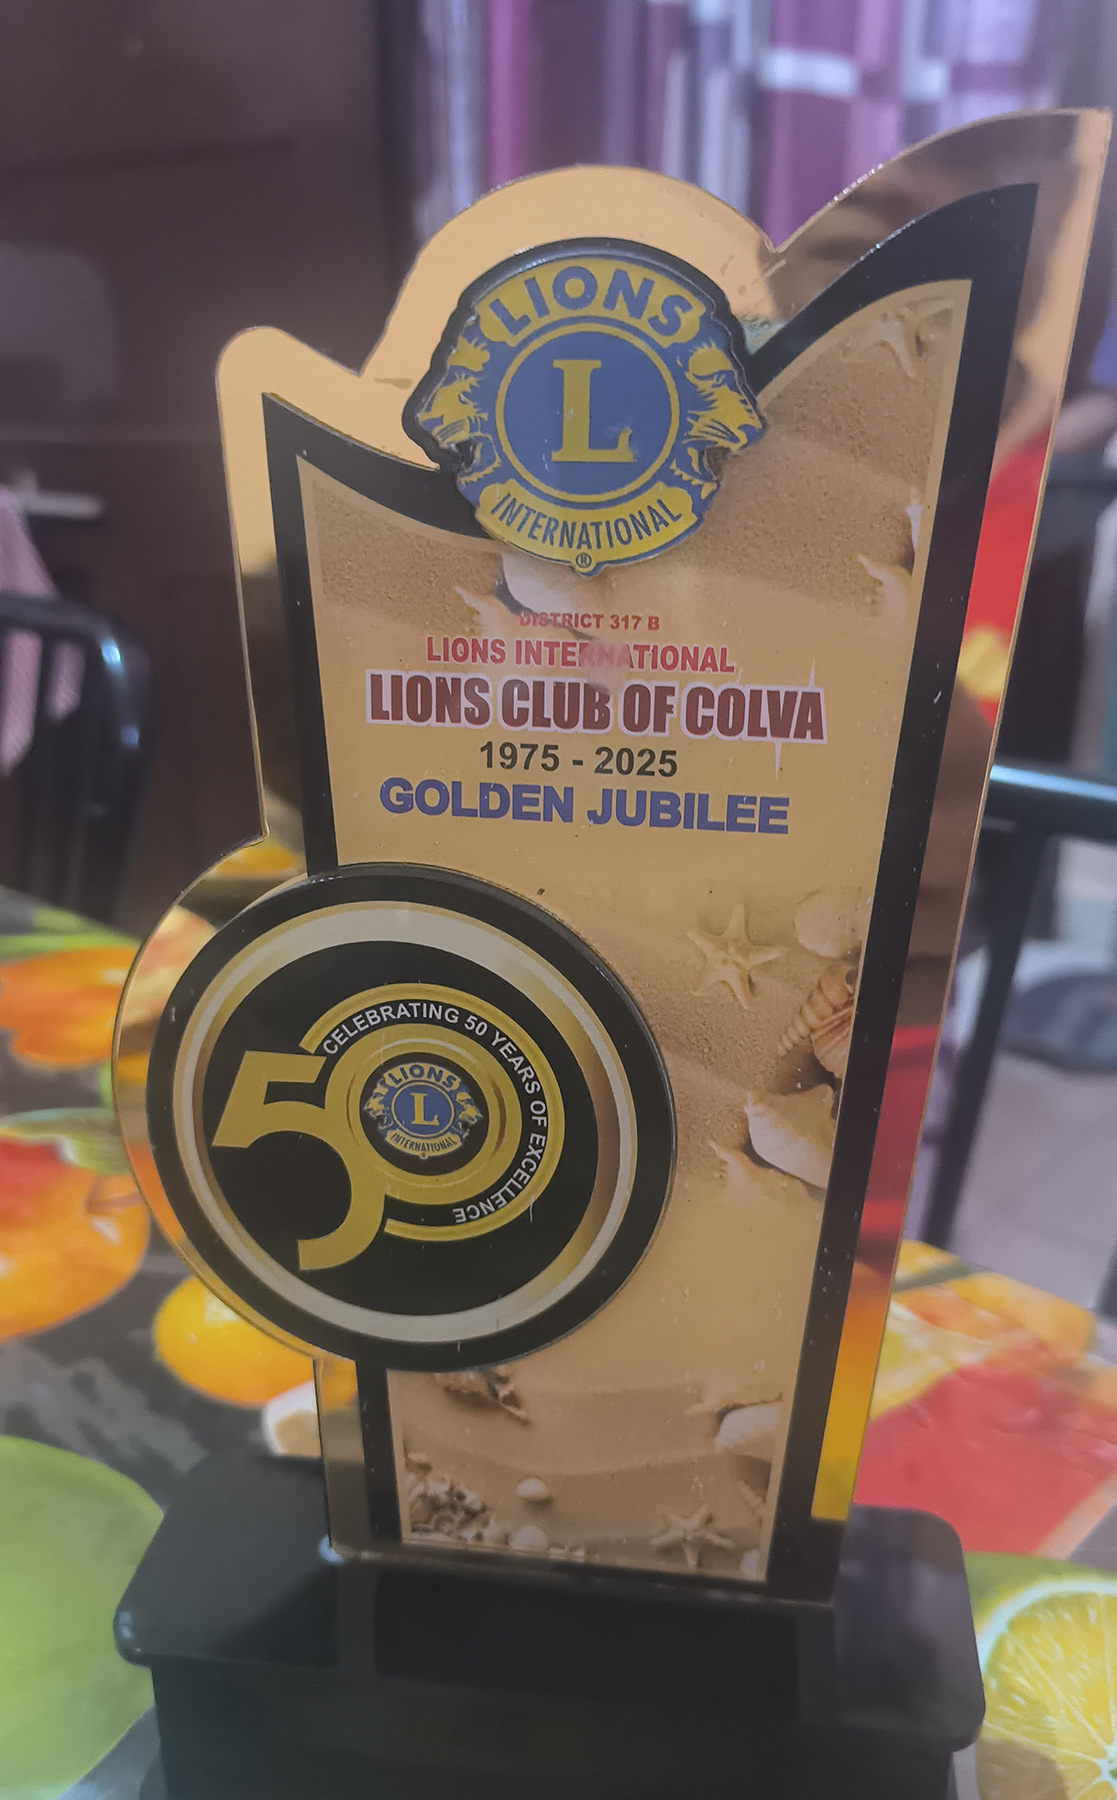 LIONS
L
INTERNATIONAL
®
DISTRICT 317 B
LIONS INTERNATIONAL
LIONS CLUB OF COLVA
1975 - 2025
GOLDEN JUBILEE
50
CELEBRATING 50 YEARS OF EXCELLENCE
LIONS
L
INTERNATIONAL